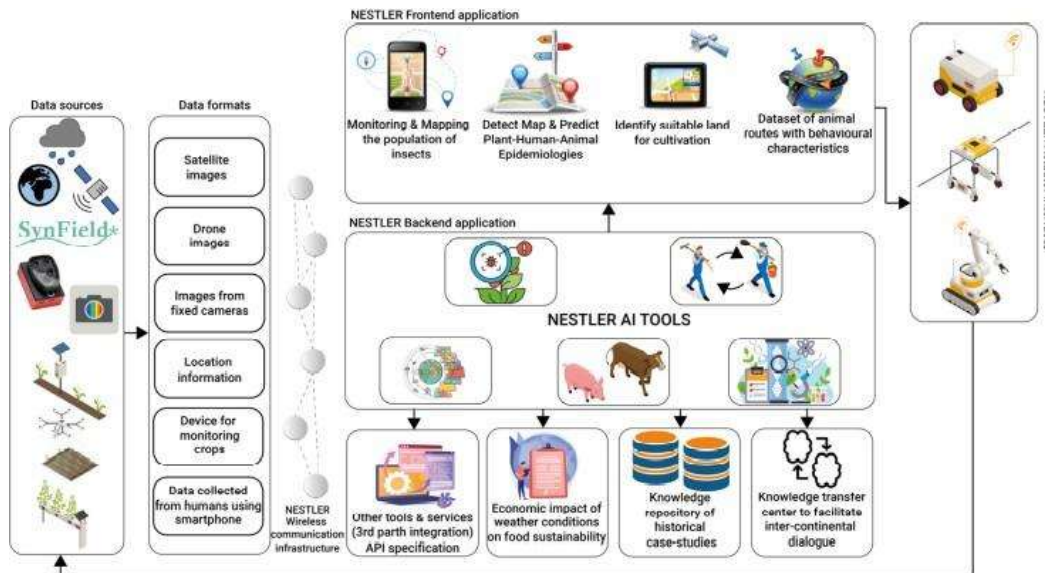 NESTLER Frontend application
Data sources
Data formats
Monitoring & Mapping
the population of
insects
Detect Map & Predict
Plant-Human-Animal
Epidemiologies
Identify suitable land
for cultivation
Dataset of animal
routes with behavioural
characteristics
SynField*
Satellite
images
Drone
images
Images from
fixed cameras
Location
information
Device for
monitoring
crops
Data collected
from humans using
smartphone
NESTLER
Wireless
communication
infrastructure
NESTLER Backend application
NESTLER AI TOOLS
Other tools & services
(3rd parth integration)
API specification
Economic impact of
weather conditions
on food sustainability
Knowledge
repository of
historical
case-studies
Knowledge transfer
center to facilitate
inter-continental
dialogue